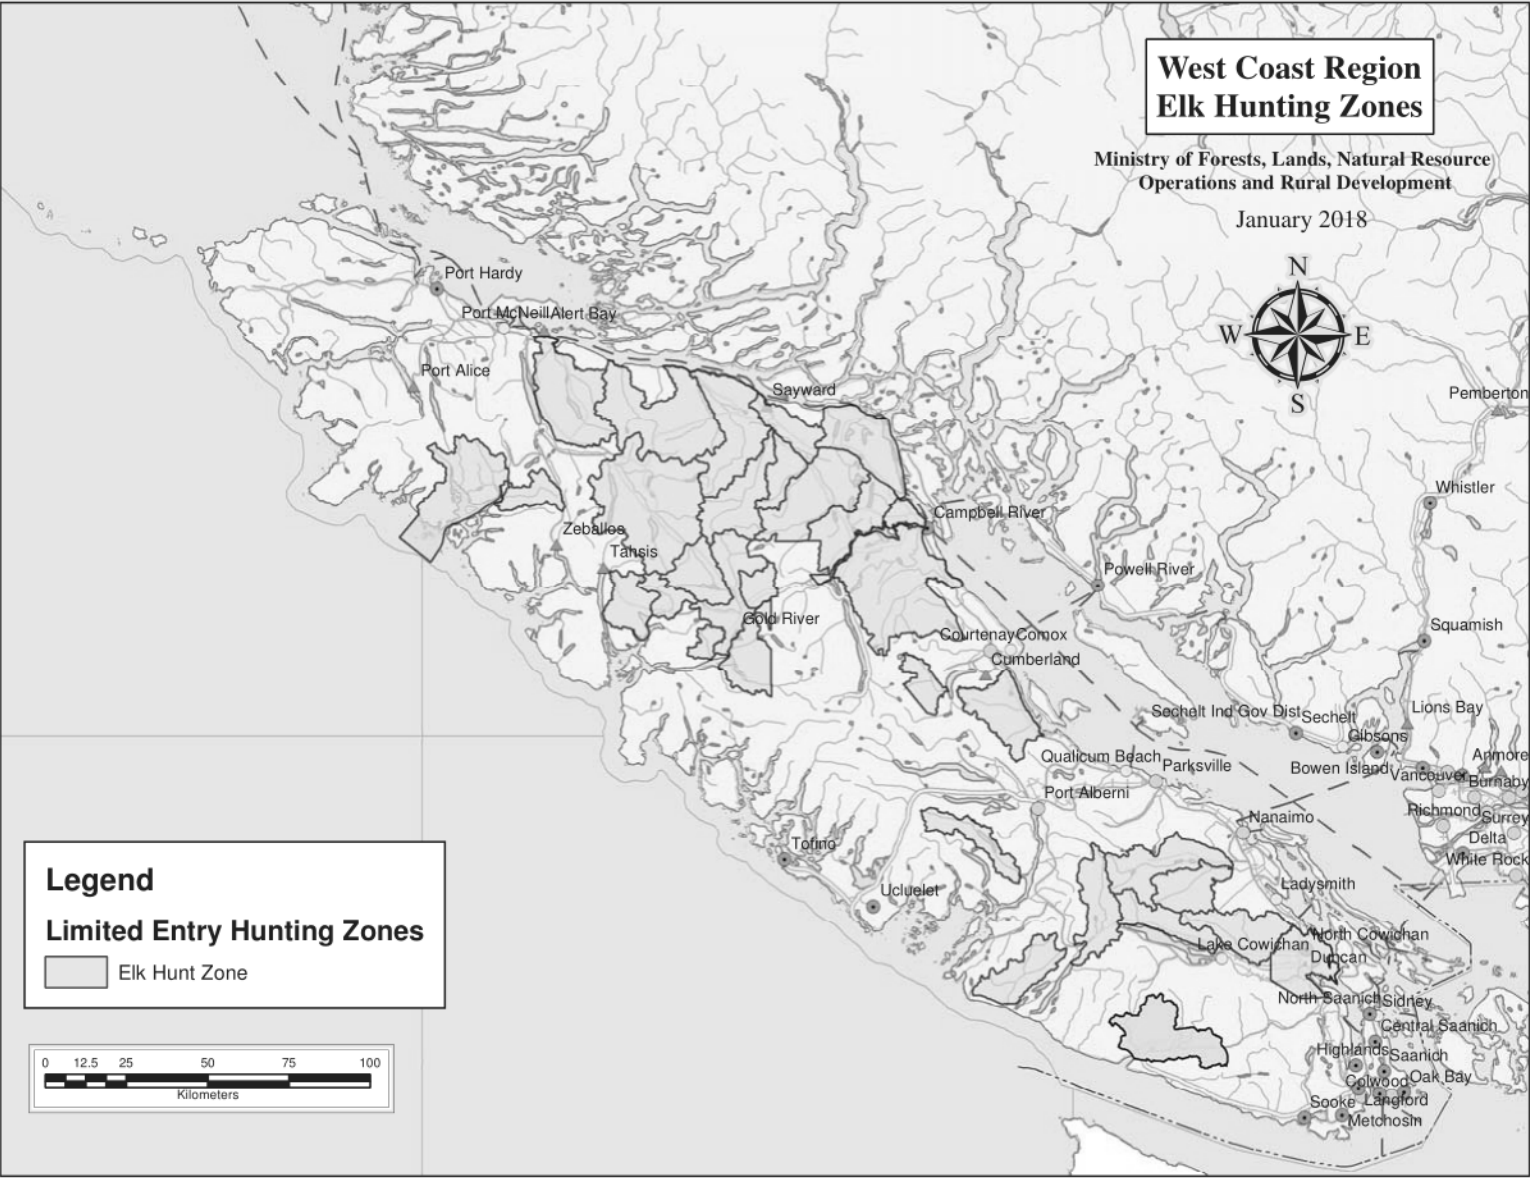 West Coast Region
Elk Hunting Zones
Ministry of Forests, Lands, Natural Resource
Operations and Rural Development
January 2018
N
W
E
S
Port Hardy
Port McNeill
Alert Bay
Port Alice
Sayward
Pemberton
Whistler
Campbell River
Zeballos
Tahsis
Powell River
Gold River
Squamish
Courtenay
Comox
Cumberland
Sechelt Ind Gov Dist
Sechelt
Lions Bay
Gibsons
Qualicum Beach
Parksville
Bowen Island
Vancouver
Anmore
Burnaby
Port Alberni
Nanaimo
Richmond
Surrey
Delta
Tofino
White Rock
Ucluelet
Ladysmith
North Cowichan
Lake Cowichan
Duncan
North Saanich
Sidney
Central Saanich
Highlands
Saanich
Colwood
Oak Bay
Sooke
Langford
Metchosin
Legend
Limited Entry Hunting Zones
Elk Hunt Zone
0 12.5 25 50 75 100
Kilometers